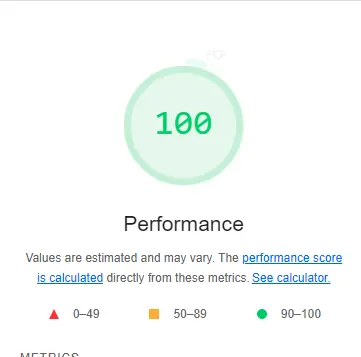 100
Performance
Values are estimated and may vary. The performance score
is calculated directly from these metrics. See calculator.
0–49
50–89
90–100
METRICS